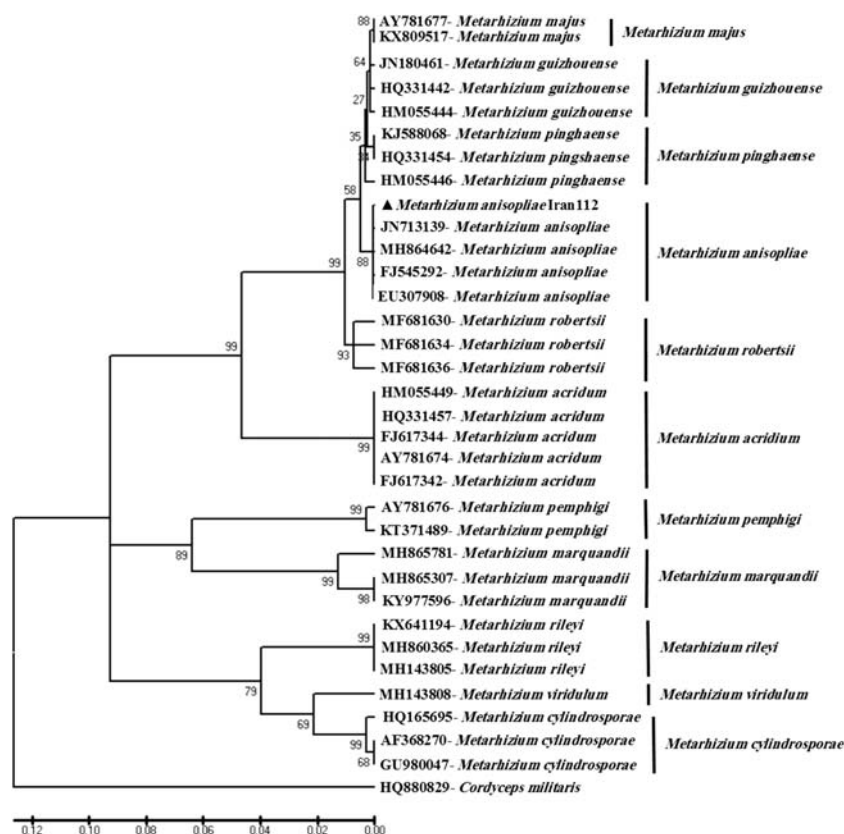 88
AY781677- Metarhizium majus
KX809517- Metarhizium majus
Metarhizium majus
64
JN180461- Metarhizium guizhouense
27
HQ331442- Metarhizium guizhouense
HM055444- Metarhizium guizhouense
Metarhizium guizhouense
35
KJ588068- Metarhizium pinghaense
HQ331454- Metarhizium pingshaense
HM055446- Metarhizium pinghaense
Metarhizium pinghaense
58
▲ Metarhizium anisopliae Iran112
JN713139- Metarhizium anisopliae
MH864642- Metarhizium anisopliae
88
FJ545292- Metarhizium anisopliae
EU307908- Metarhizium anisopliae
Metarhizium anisopliae
99
MF681630- Metarhizium robertsii
MF681634- Metarhizium robertsii
93
MF681636- Metarhizium robertsii
Metarhizium robertsii
99
HM055449- Metarhizium acridum
HQ331457- Metarhizium acridum
FJ617344- Metarhizium acridum
99
AY781674- Metarhizium acridum
FJ617342- Metarhizium acridum
Metarhizium acridium
99
AY781676- Metarhizium pemphigi
KT371489- Metarhizium pemphigi
Metarhizium pemphigi
89
MH865781- Metarhizium marquandii
99
MH865307- Metarhizium marquandii
98
KY977596- Metarhizium marquandii
Metarhizium marquandii
KX641194- Metarhizium rileyi
99
MH860365- Metarhizium rileyi
MH143805- Metarhizium rileyi
Metarhizium rileyi
79
MH143808- Metarhizium viridulum
Metarhizium viridulum
69
HQ165695- Metarhizium cylindrosporae
99
AF368270- Metarhizium cylindrosporae
68
GU980047- Metarhizium cylindrosporae
Metarhizium cylindrosporae
HQ880829- Cordyceps militaris
0.12 0.10 0.08 0.06 0.04 0.02 0.00